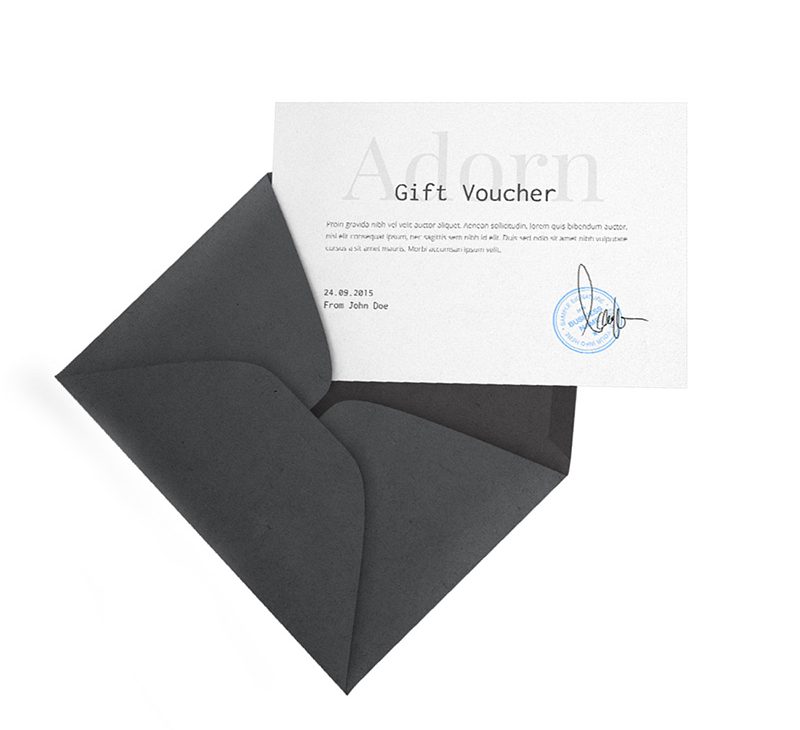 Adorn
Gift Voucher
Proin gravida nibh vel velit auctor aliquet. Aenean sollicitudin, lorem quis bibendum auctor,
nisi elit consequat ipsum, nec sagittis sem nibh id elit. Duis sed odio sit amet nibh vulputate
cursus a sit amet mauris. Morbi accumsan ipsum velit.
24.09.2015
From John Doe
BUSINESS